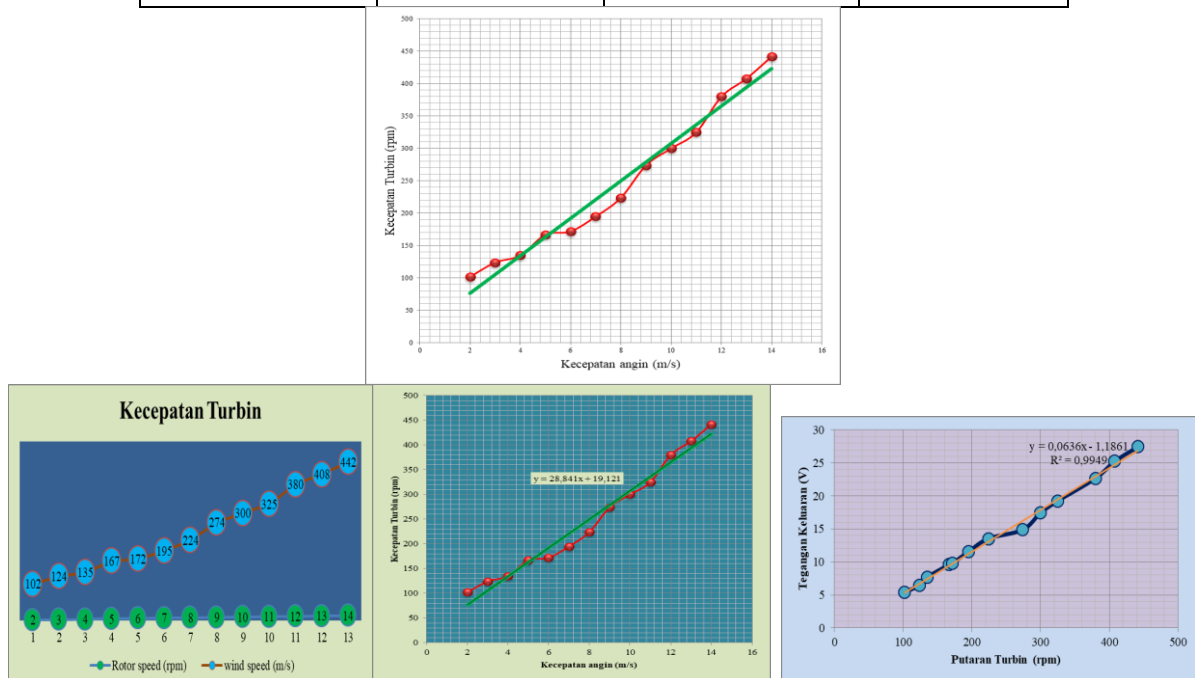 500
450
400
350
300
250
200
150
100
50
0
Kecepatan Turbin (rpm)
0 2 4 6 8 10 12 14 16
Kecepatan angin (m/s)
Kecepatan Turbin
102 124 135 167 172 195 224 274 300 325 380 408 442
2 3 4 5 6 7 8 9 10 11 12 13 14
1 2 3 4 5 6 7 8 9 10 11 12 13
Rotor speed (rpm) wind speed (m/s)
500
450
400
350
300
250
200
150
100
50
0
Kecepatan Turbin (rpm)
y = 28,841x + 19,121
0 2 4 6 8 10 12 14 16
Kecepatan angin (m/s)
30
25
20
15
10
5
0
Tegangan Keluaran (V)
y = 0,0636x - 1,1861
R² = 0,9949
0 100 200 300 400 500
Putaran Turbin (rpm)